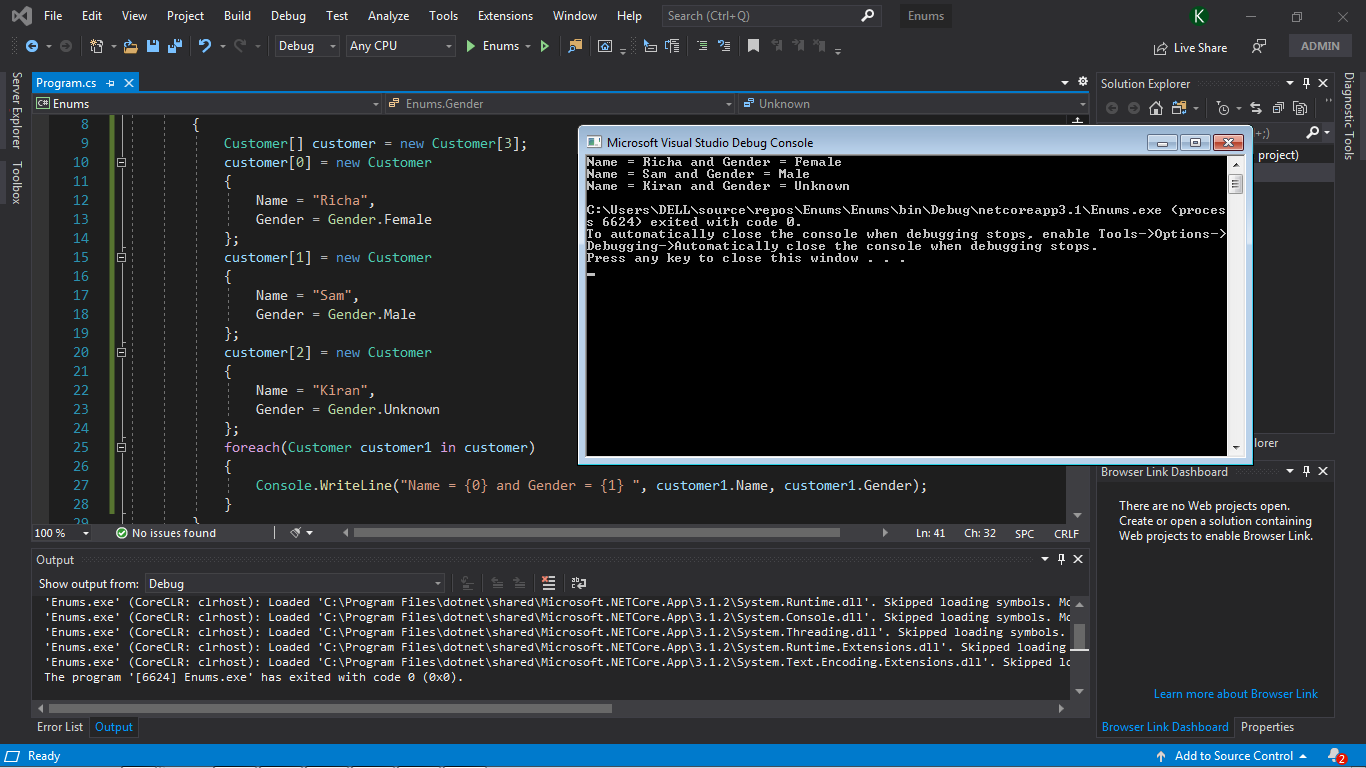 File Edit View Project Build Debug Test Analyze Tools Extensions Window Help Search (Ctrl+Q) Enums K
Debug Any CPU Enums Live Share ADMIN
Server Explorer
Toolbox
Program.cs
C# Enums Enums.Gender Unknown
8 {
9 Customer[] customer = new Customer[3];
10 customer[0] = new Customer
11 {
12 Name = "Richa",
13 Gender = Gender.Female
14 };
15 customer[1] = new Customer
16 {
17 Name = "Sam",
18 Gender = Gender.Male
19 };
20 customer[2] = new Customer
21 {
22 Name = "Kiran",
23 Gender = Gender.Unknown
24 };
25 foreach(Customer customer1 in customer)
26 {
27 Console.WriteLine("Name = {0} and Gender = {1} ", customer1.Name, customer1.Gender);
28 }
29 }
100 % No issues found Ln: 41 Ch: 32 SPC CRLF
Microsoft Visual Studio Debug Console
Name = Richa and Gender = Female
Name = Sam and Gender = Male
Name = Kiran and Gender = Unknown
C:\Users\DELL\source\repos\Enums\Enums\bin\Debug\netcoreapp3.1\Enums.exe (proces
s 6624) exited with code 0.
To automatically close the console when debugging stops, enable Tools->Options->
Debugging->Automatically close the console when debugging stops.
Press any key to close this window . . .
Solution Explorer
+;)
project)
lorer
Diagnostic Tools
Browser Link Dashboard
There are no Web projects open.
Create or open a solution containing
Web projects to enable Browser Link.
Learn more about Browser Link
Browser Link Dashboard Properties
Output
Show output from: Debug
'Enums.exe' (CoreCLR: clrhost): Loaded 'C:\Program Files\dotnet\shared\Microsoft.NETCore.App\3.1.2\System.Runtime.dll'. Skipped loading symbols. Mo
'Enums.exe' (CoreCLR: clrhost): Loaded 'C:\Program Files\dotnet\shared\Microsoft.NETCore.App\3.1.2\System.Console.dll'. Skipped loading symbols. Mo
'Enums.exe' (CoreCLR: clrhost): Loaded 'C:\Program Files\dotnet\shared\Microsoft.NETCore.App\3.1.2\System.Threading.dll'. Skipped loading symbols.
'Enums.exe' (CoreCLR: clrhost): Loaded 'C:\Program Files\dotnet\shared\Microsoft.NETCore.App\3.1.2\System.Runtime.Extensions.dll'. Skipped loading
'Enums.exe' (CoreCLR: clrhost): Loaded 'C:\Program Files\dotnet\shared\Microsoft.NETCore.App\3.1.2\System.Text.Encoding.Extensions.dll'. Skipped lo
The program '[6624] Enums.exe' has exited with code 0 (0x0).
Error List Output
Ready Add to Source Control 2